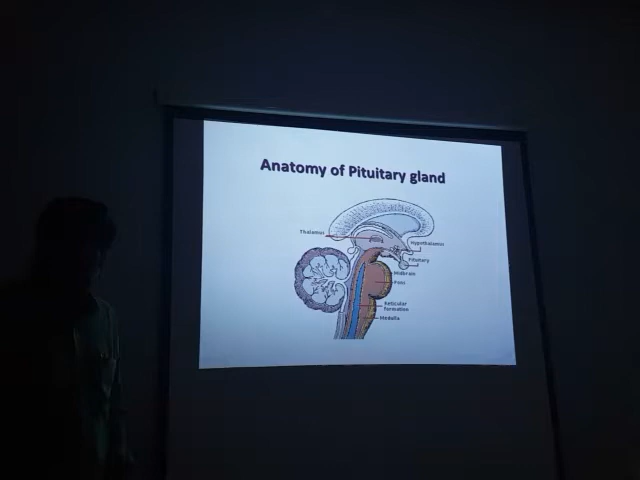 Anatomy of Pituitary gland
Thalamus
Hypothalamus
Pituitary
Midbrain
Pons
Reticular
Formation
Medulla